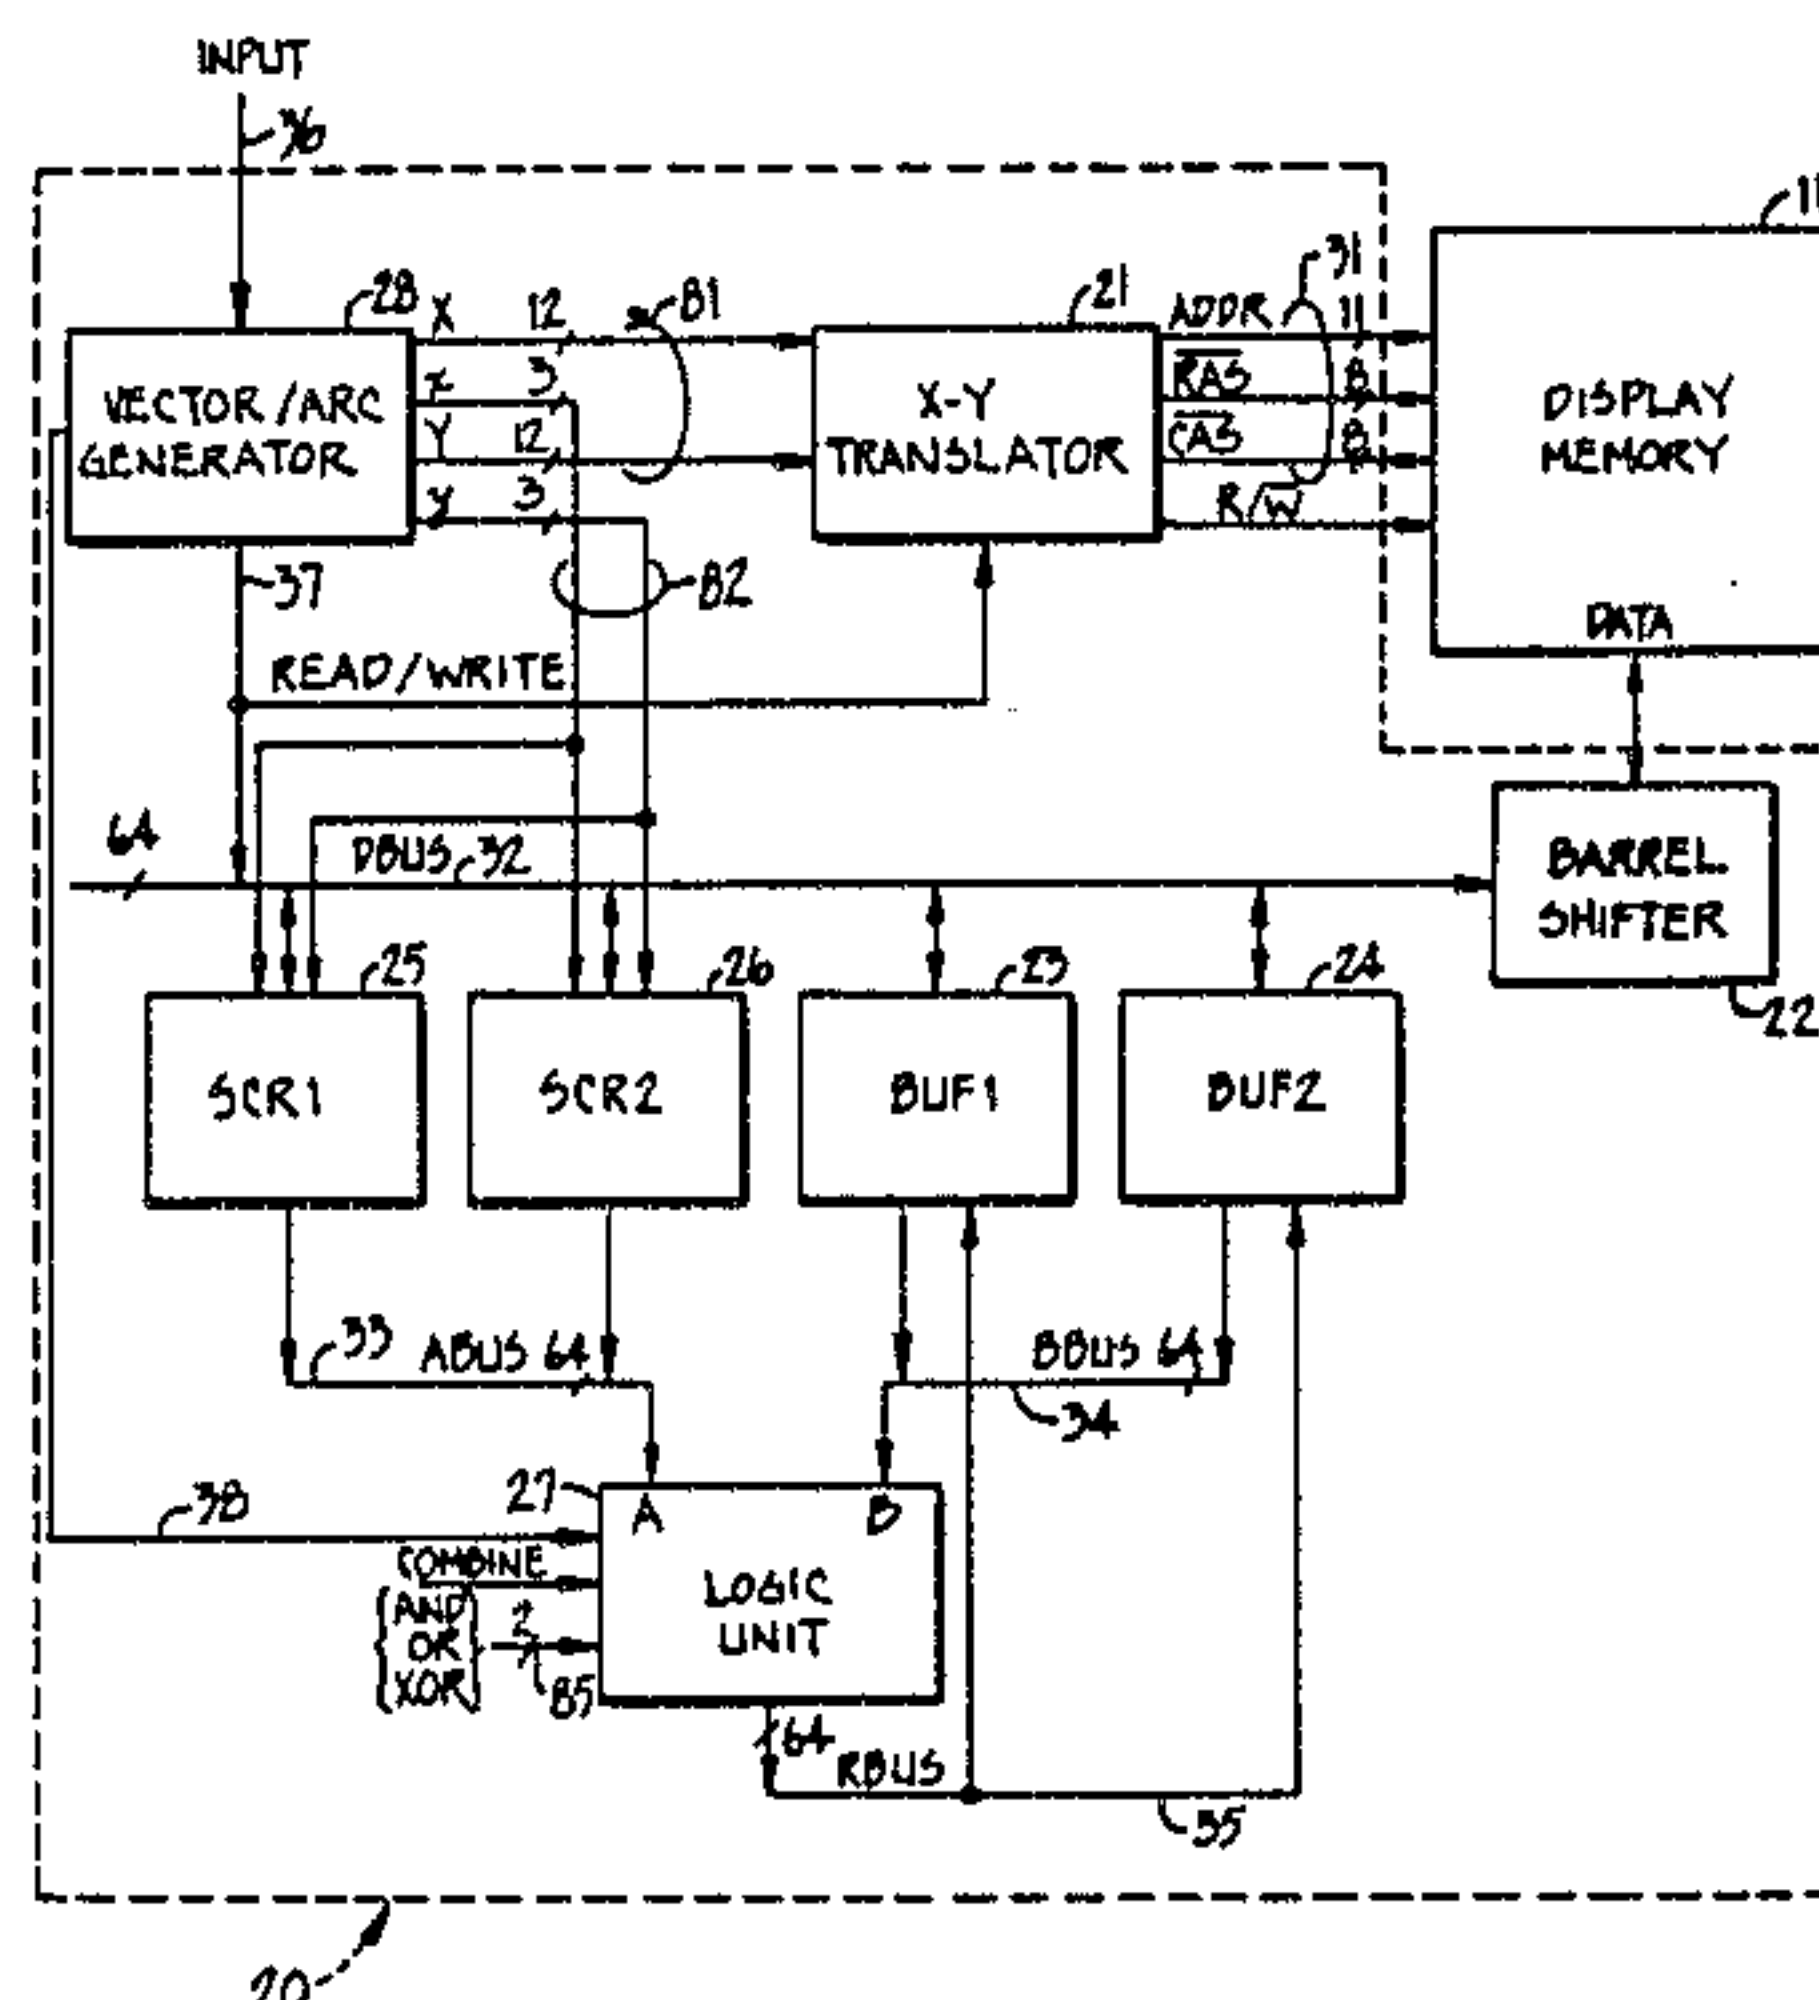 INPUT
36
28
X 12
81
21
ADDR
31
11
VECTOR/ARC
GENERATOR
x 3
Y 12
y 3
X-Y
TRANSLATOR
RAS 8
CAS 8
R/W
DISPLAY
MEMORY
DATA
37
82
READ/WRITE
64
DBUS 32
BARREL
SHIFTER
22
25
26
23
24
SCR1
SCR2
BUF1
BUF2
33
ABUS 64
BBUS 64
34
38
27
A
B
COMBINE
AND
OR
XOR
2
85
LOGIC
UNIT
64
RBUS
35
20